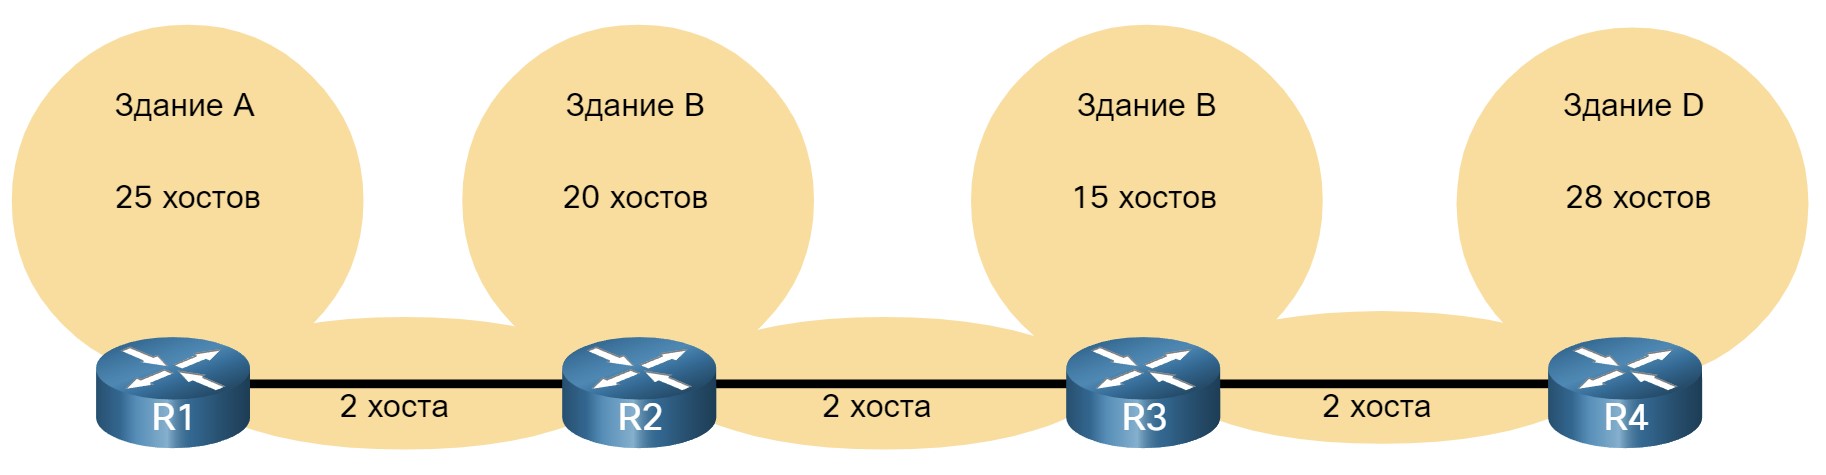 Здание A
25 хостов
Здание B
20 хостов
Здание В
15 хостов
Здание D
28 хостов
R1
2 хоста
R2
2 хоста
R3
2 хоста
R4